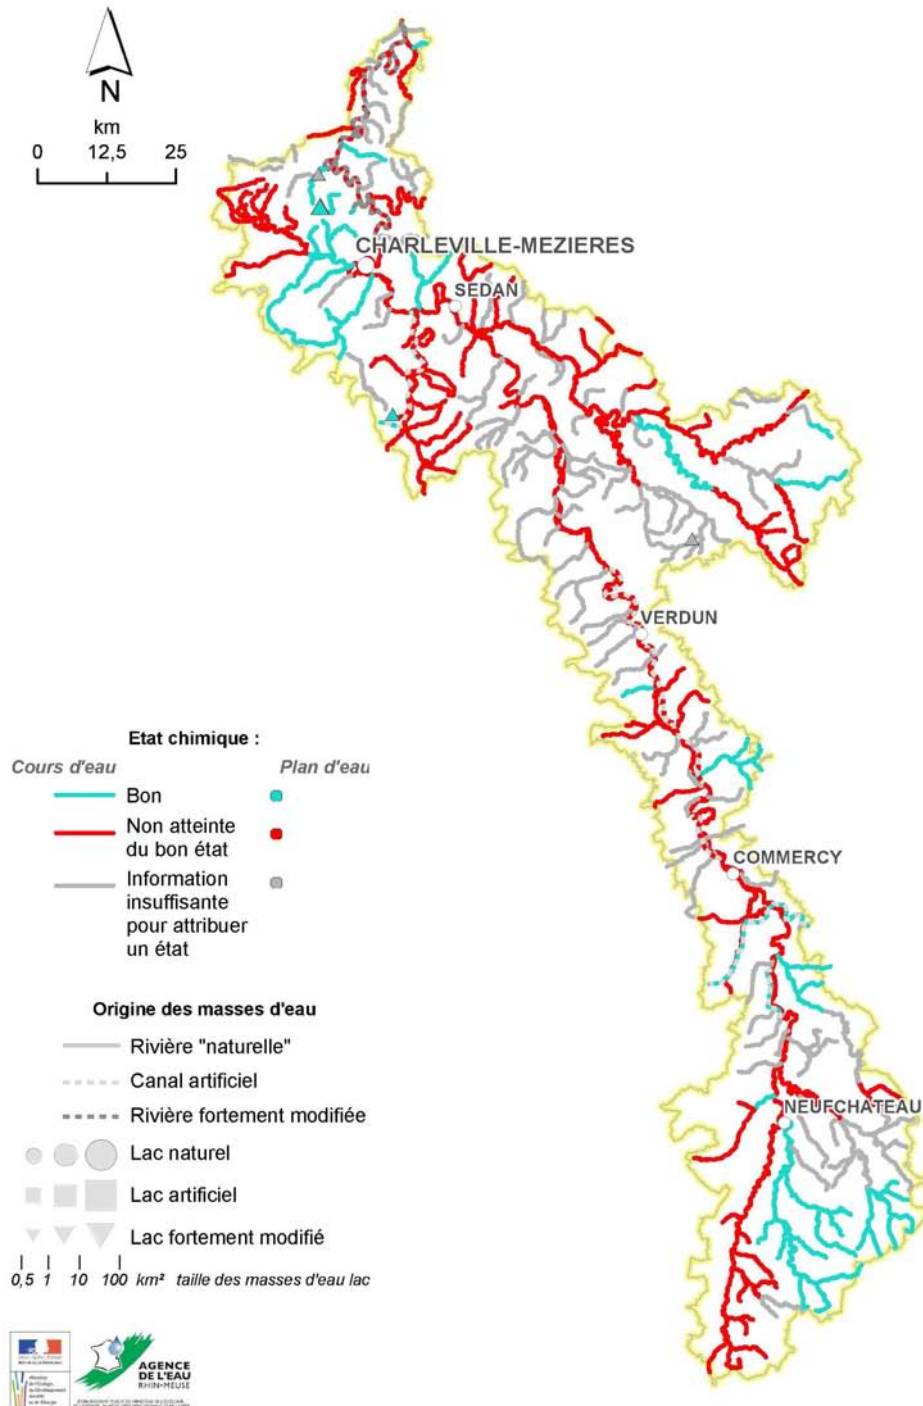 N
km
0 12,5 25
CHARLEVILLE-MEZIERES
SEDAN
VERDUN
COMMERCY
NEUFCHATEAU
Etat chimique :
Cours d'eau Plan d'eau
Bon
Non atteinte
du bon état
Information
insuffisante
pour attribuer
un état
Origine des masses d'eau
Rivière "naturelle"
Canal artificiel
Rivière fortement modifiée
Lac naturel
Lac artificiel
Lac fortement modifié
0,5 1 10 100 km² taille des masses d'eau lac
AGENCE
DE L'EAU
RHIN-MEUSE